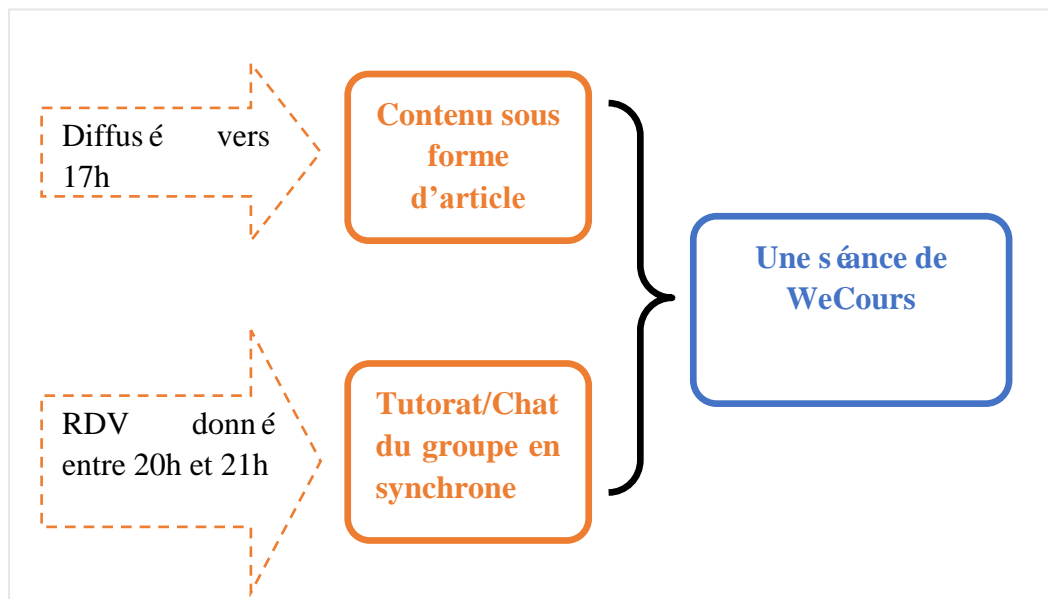 Diffusé vers
17h
Contenu sous
forme
d’article
Une séance de
WeCours
RDV donné
entre 20h et 21h
Tutorat/Chat
du groupe en
synchrone